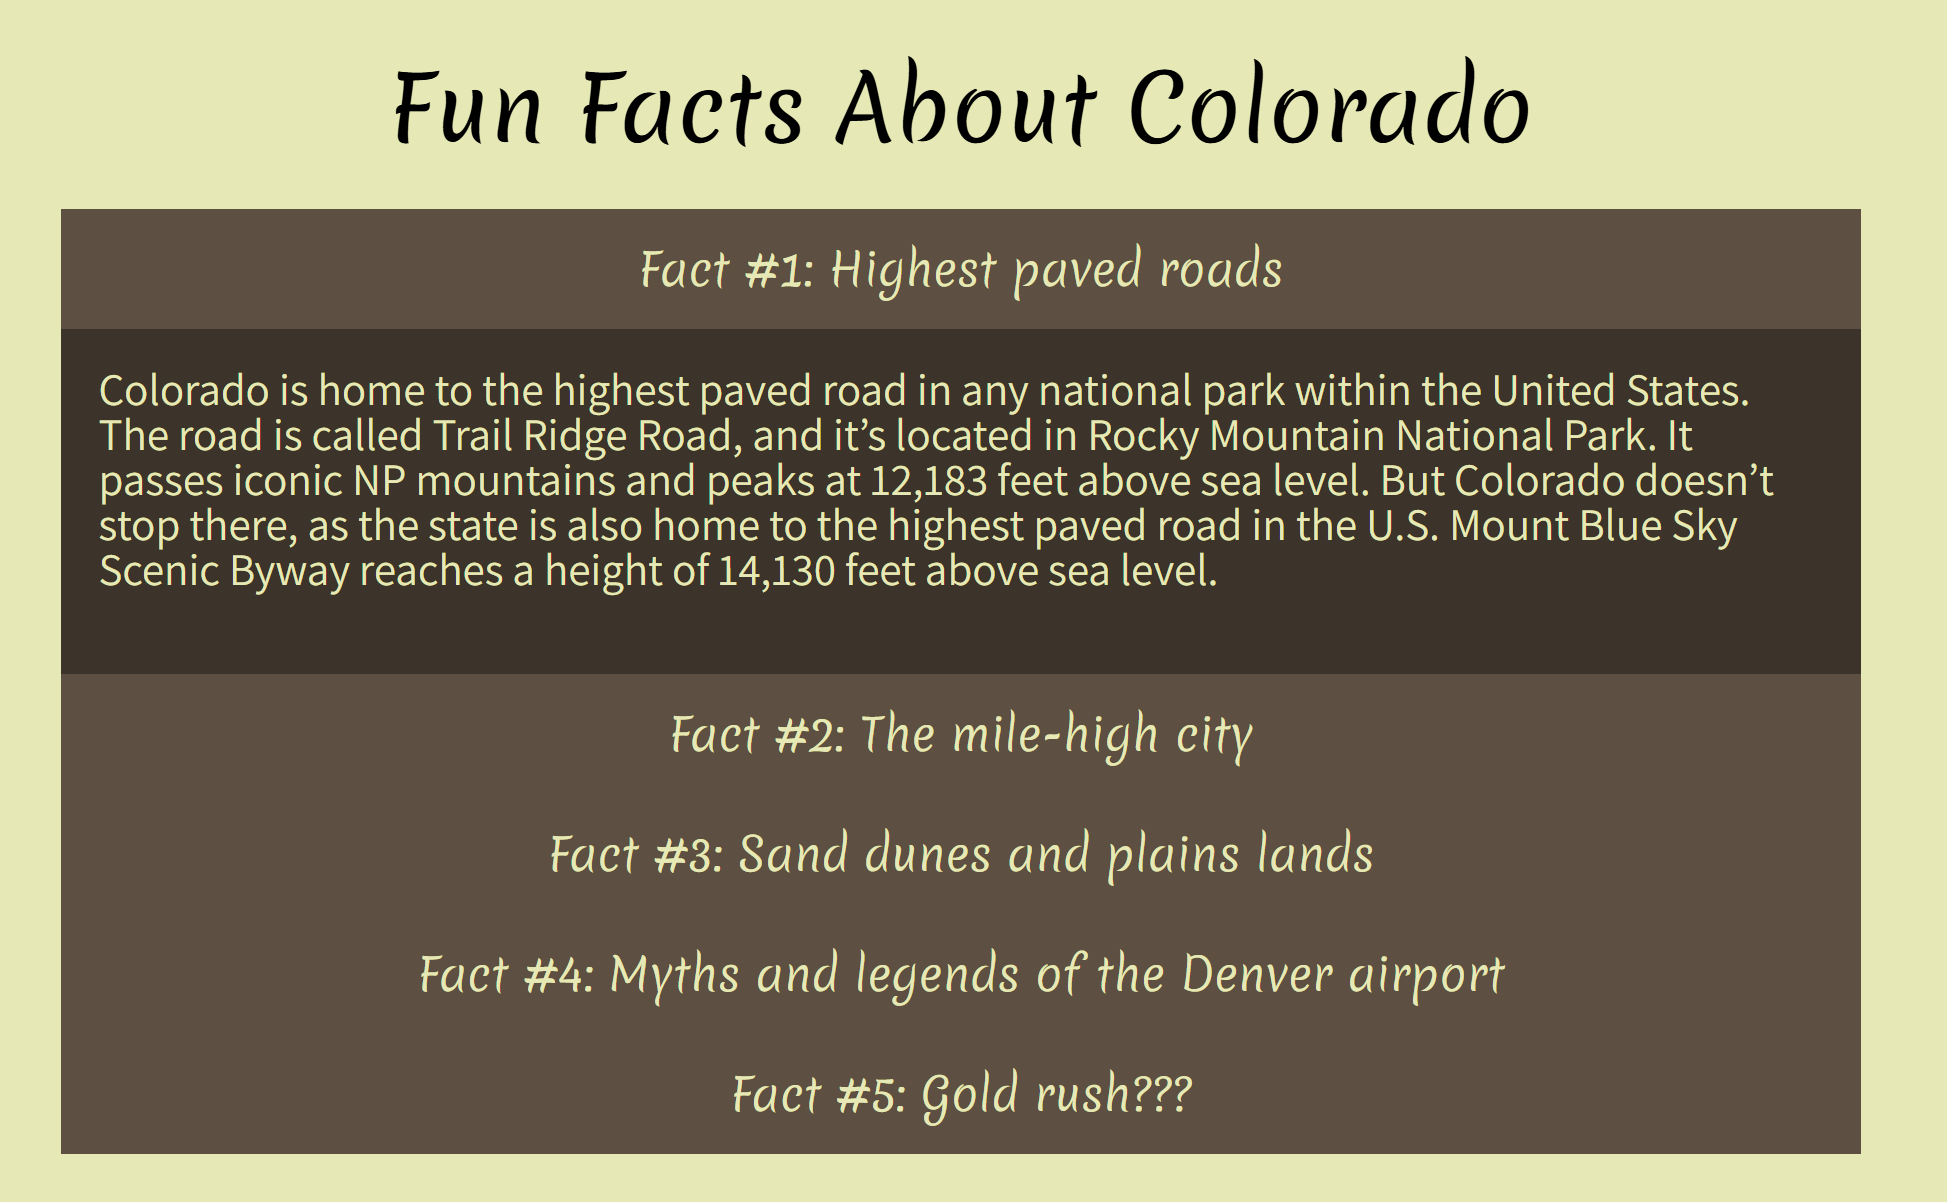 Fun Facts About Colorado
Fact #1: Highest paved roads
Colorado is home to the highest paved road in any national park within the United States.
The road is called Trail Ridge Road, and it’s located in Rocky Mountain National Park. It
passes iconic NP mountains and peaks at 12,183 feet above sea level. But Colorado doesn’t
stop there, as the state is also home to the highest paved road in the U.S. Mount Blue Sky
Scenic Byway reaches a height of 14,130 feet above sea level.
Fact #2: The mile-high city
Fact #3: Sand dunes and plains lands
Fact #4: Myths and legends of the Denver airport
Fact #5: Gold rush???